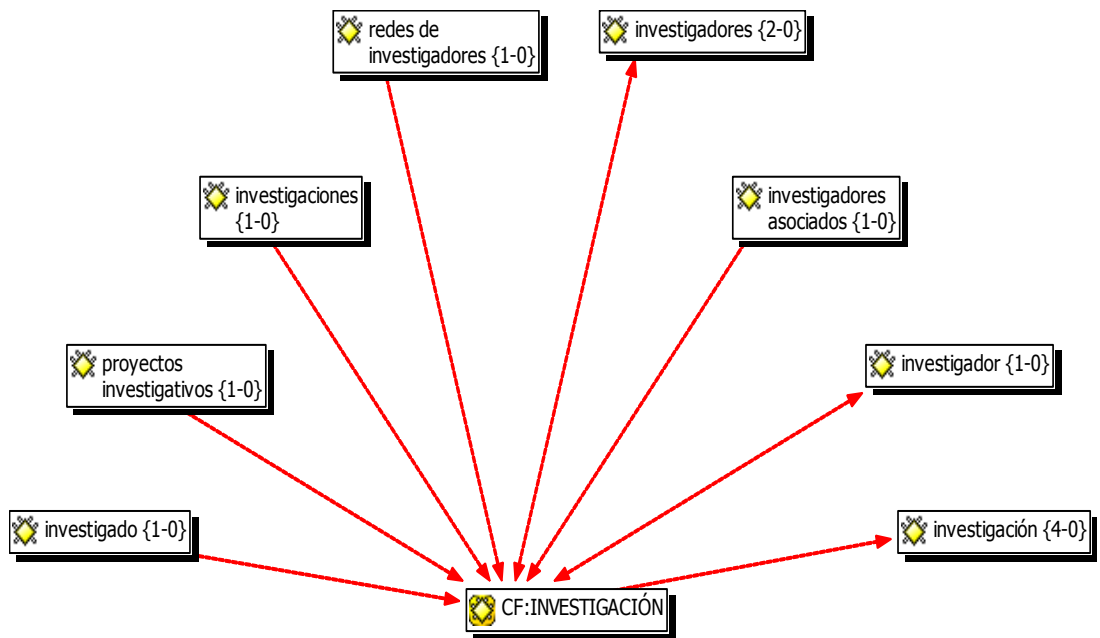 redes de
investigadores {1-0}
investigadores {2-0}
investigaciones
{1-0}
investigadores
asociados {1-0}
proyectos
investigativos {1-0}
investigador {1-0}
investigado {1-0}
investigación {4-0}
CF:INVESTIGACIÓN